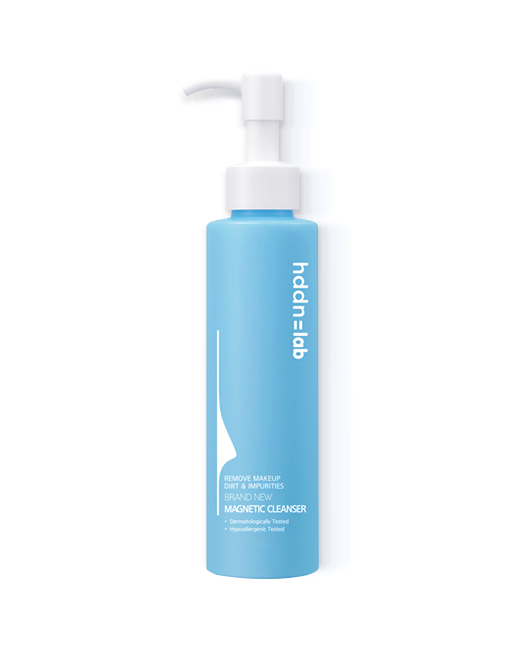 hddn=lab
REMOVE MAKEUP
DIRT & IMPURITIES
BRAND NEW
MAGNETIC CLEANSER
• Dermatologically Tested
• Hypoallergenic Tested